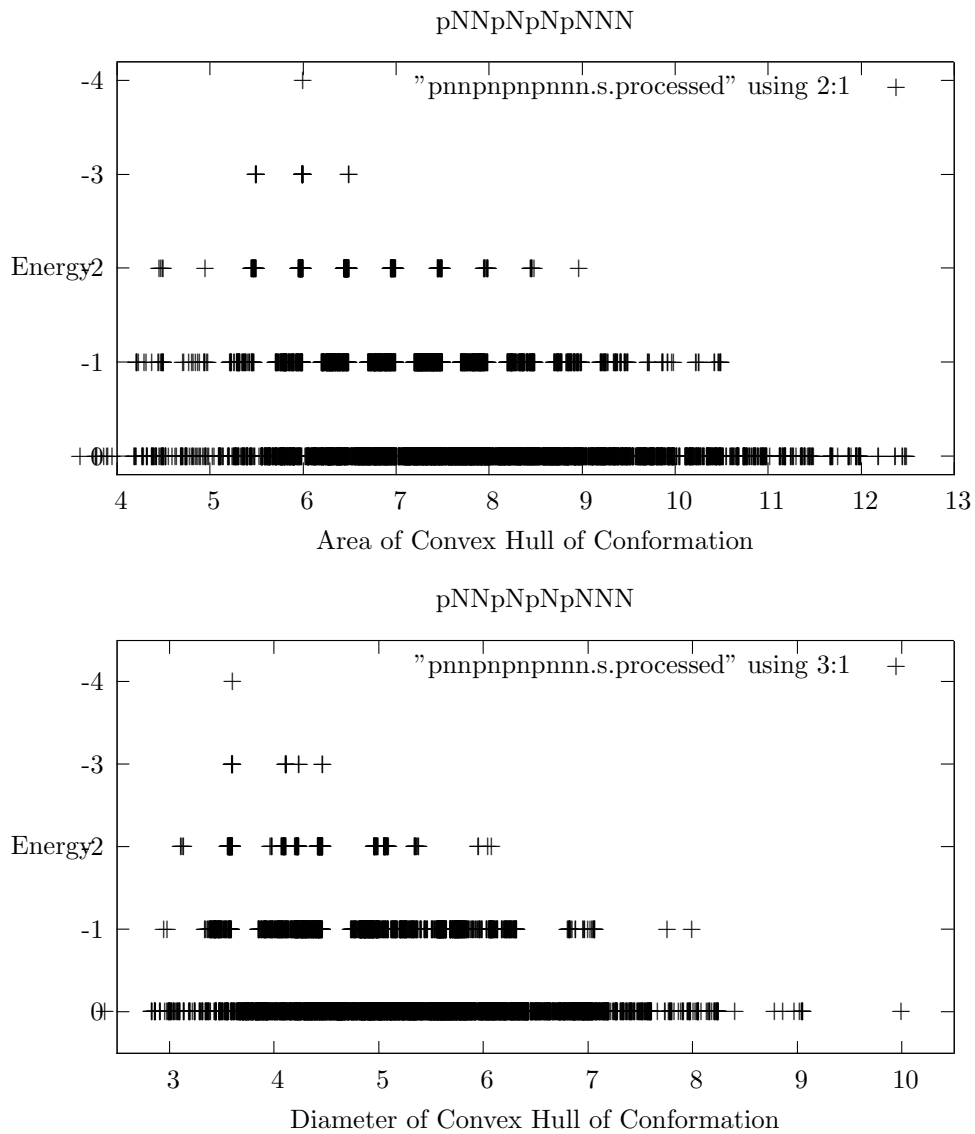 pNNpNpNpNNN
"pnnpnpnpnnn.s.processed" using 2:1
-4
-3
Energy-2
-1
0
4 5 6 7 8 9 10 11 12 13
Area of Convex Hull of Conformation
pNNpNpNpNNN
"pnnpnpnpnnn.s.processed" using 3:1
-4
-3
Energy-2
-1
0
3 4 5 6 7 8 9 10
Diameter of Convex Hull of Conformation